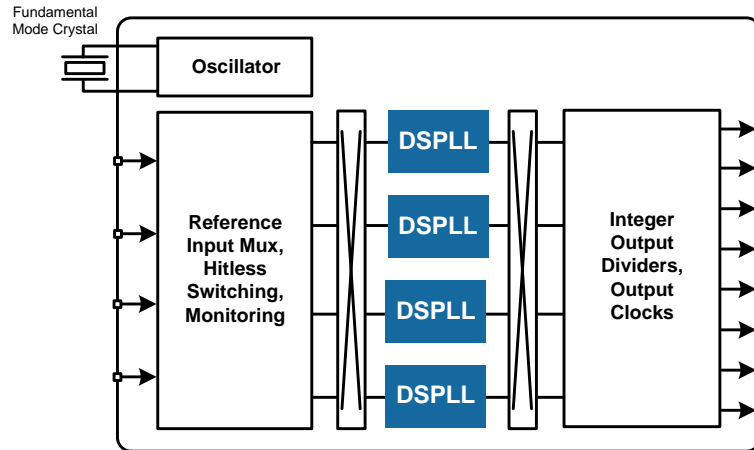 Fundamental
Mode Crystal
Oscillator
Reference
Input Mux,
Hitless
Switching,
Monitoring
DSPLL
DSPLL
DSPLL
DSPLL
Integer
Output
Dividers,
Output
Clocks